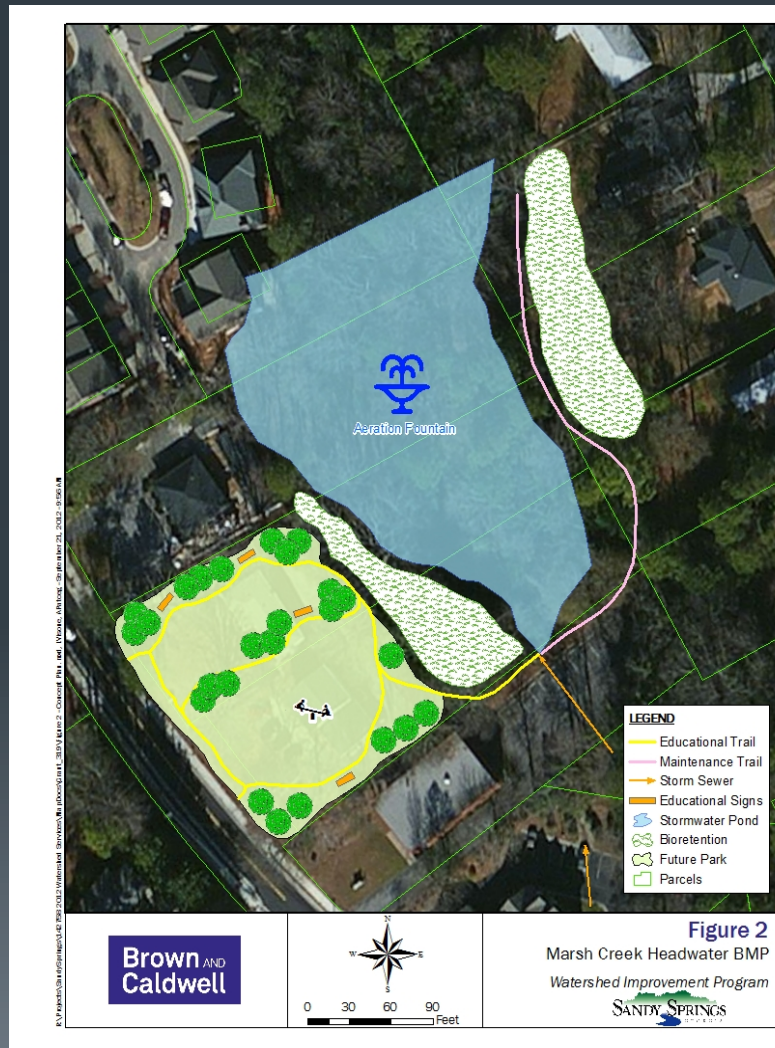 Aeration Fountain
LEGEND
Educational Trail
Maintenance Trail
Storm Sewer
Educational Signs
Stormwater Pond
Bioretention
Future Park
Parcels
Brown AND
Caldwell
N
W E
S
0 30 60 90
Feet
Figure 2
Marsh Creek Headwater BMP
Watershed Improvement Program
SANDY SPRINGS
GEORGIA